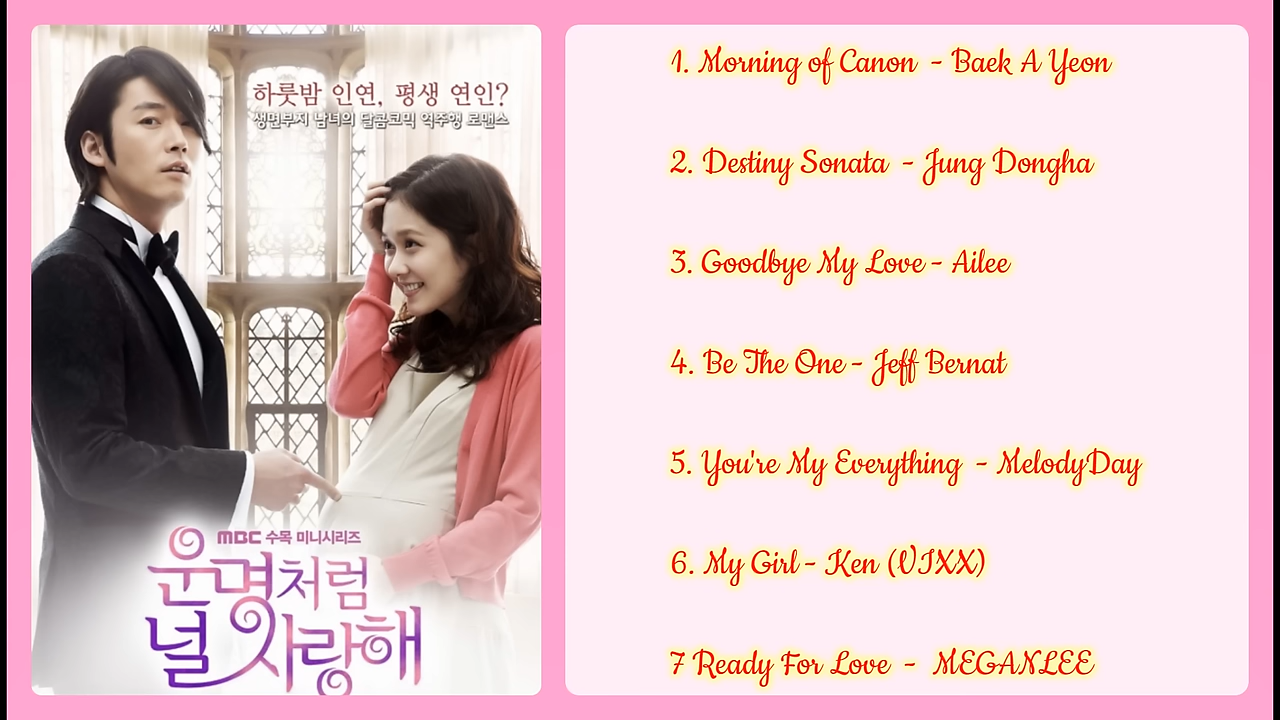 하룻밤 인연, 평생 연인?
생면부지 남녀의 달콤코믹 역주행 로맨스
MBC 수목 미니시리즈
운명처럼
널 사랑해
1. Morning of Canon - Baek A Yeon
2. Destiny Sonata - Jung Dongha
3. Goodbye My Love - Ailee
4. Be The One - Jeff Bernat
5. You're My Everything - MelodyDay
6. My Girl - Ken (VIXX)
7 Ready For Love - MEGANLEE